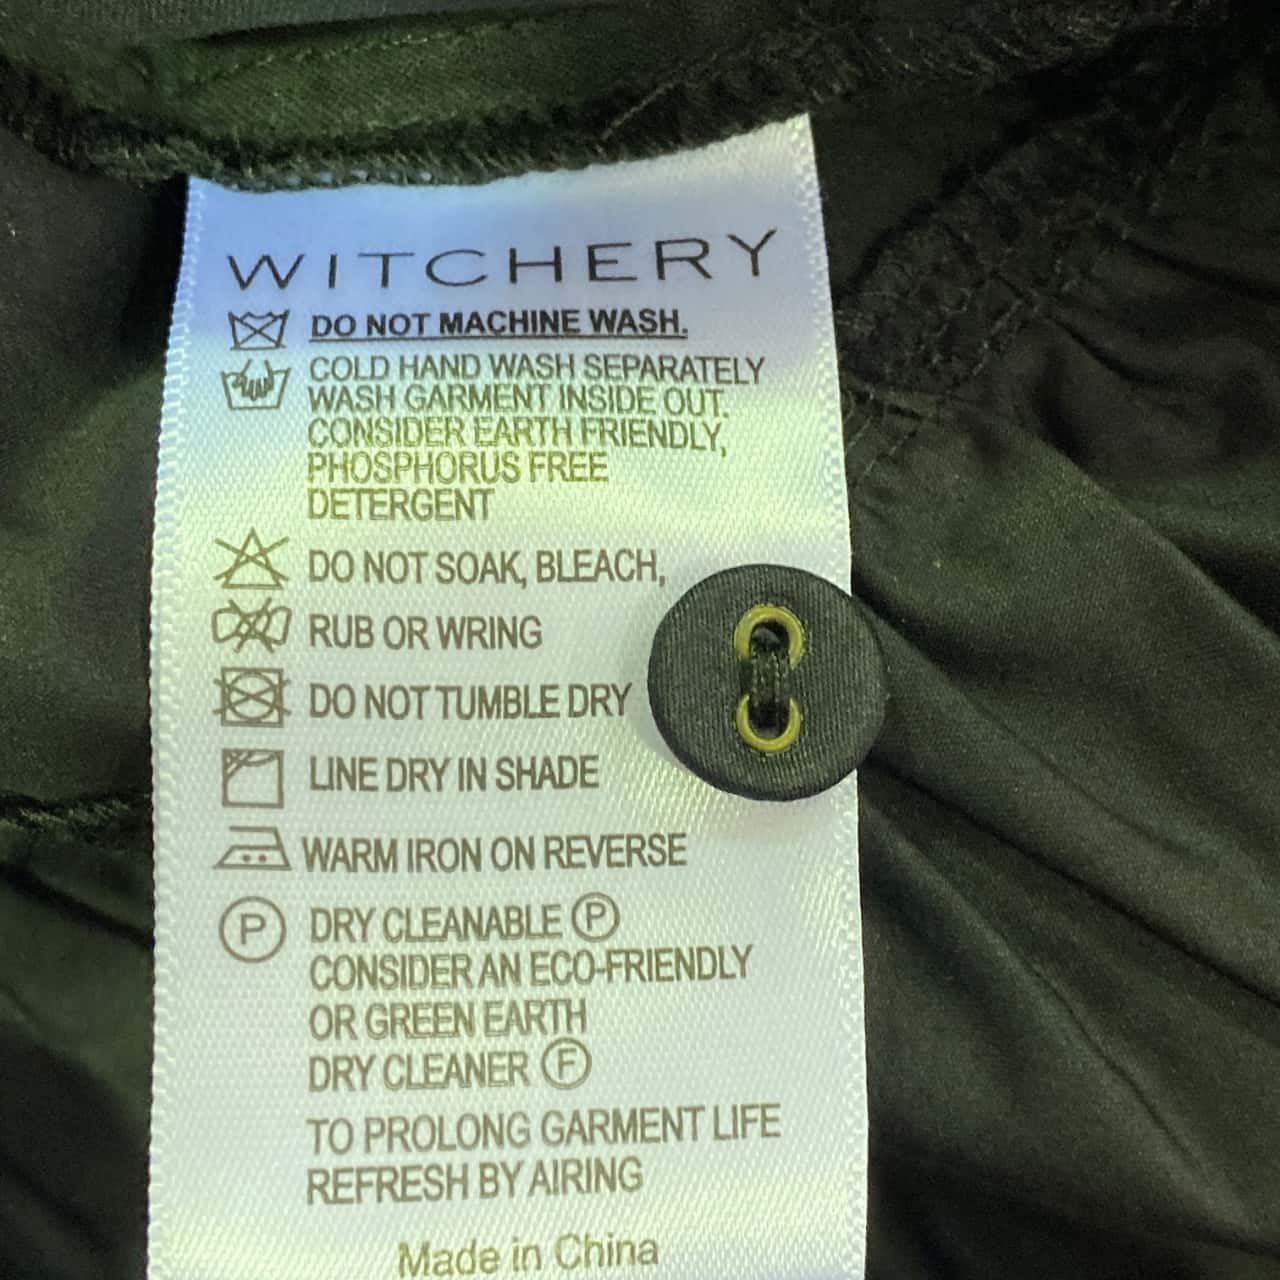 WITCHERY
DO NOT MACHINE WASH.
COLD HAND WASH SEPARATELY
WASH GARMENT INSIDE OUT.
CONSIDER EARTH FRIENDLY,
PHOSPHORUS FREE
DETERGENT
DO NOT SOAK, BLEACH,
RUB OR WRING
DO NOT TUMBLE DRY
LINE DRY IN SHADE
WARM IRON ON REVERSE
P DRY CLEANABLE P
CONSIDER AN ECO-FRIENDLY
OR GREEN EARTH
DRY CLEANER F
TO PROLONG GARMENT LIFE
REFRESH BY AIRING
Made in China